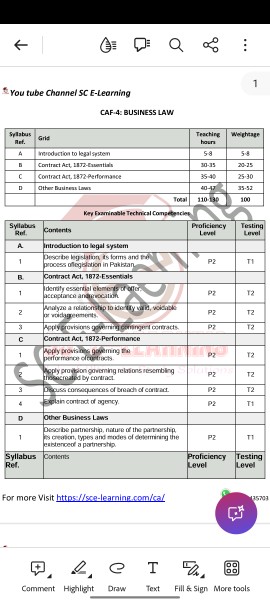 1
You tube Channel SC E-Learning
CAF-4: BUSINESS LAW
Syllabus Ref. Grid Teaching hours Weightage
A Introduction to legal system 5-8 5-8
B Contract Act, 1872-Essentials 30-35 20-25
C Contract Act, 1872-Performance 35-40 25-30
D Other Business Laws 40-47 35-52
Total 110-130 100
Key Examinable Technical Competencies
Syllabus Ref. Contents Proficiency Level Testing Level
A. Introduction to legal system
1 Describe legislation, its forms and the
process of legislation in Pakistan. P2 T1
B. Contract Act, 1872-Essentials
1 Identify essential elements of offer,
acceptance and revocation. P2 T2
2 Analyze a relationship to identify valid, voidable
or void agreements. P2 T2
3 Apply provisions governing contingent contracts. P2 T2
C Contract Act, 1872-Performance
1 Apply provisions governing the
performance of contracts. P2 T2
2 Apply provision governing relations resembling
those created by contract. P2 T2
3 Discuss consequences of breach of contract. P2 T2
4 Explain contract of agency. P2 T1
D Other Business Laws
1 Describe partnership, nature of the partnership,
its creation, types and modes of determining the
existence of a partnership. P2 T1
Syllabus Ref. Contents Proficiency Level Testing Level
For more Visit https://sce-learning.com/ca/
35703
Comment Highlight Draw Text Fill & Sign More tools